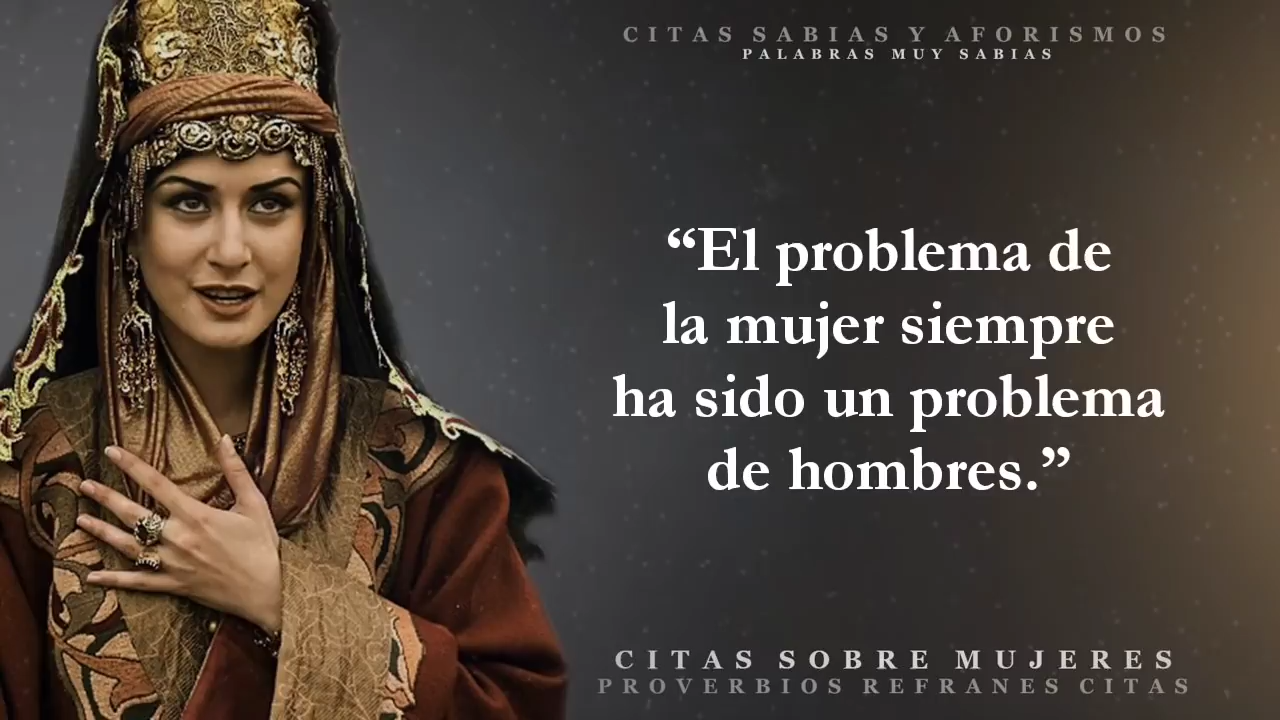 CITAS SABIAS Y AFORISMOS
PALABRAS MUY SABIAS
“El problema de
la mujer siempre
ha sido un problema
de hombres.”
CITAS SOBRE MUJERES
PROVERBIOS REFRANES CITAS